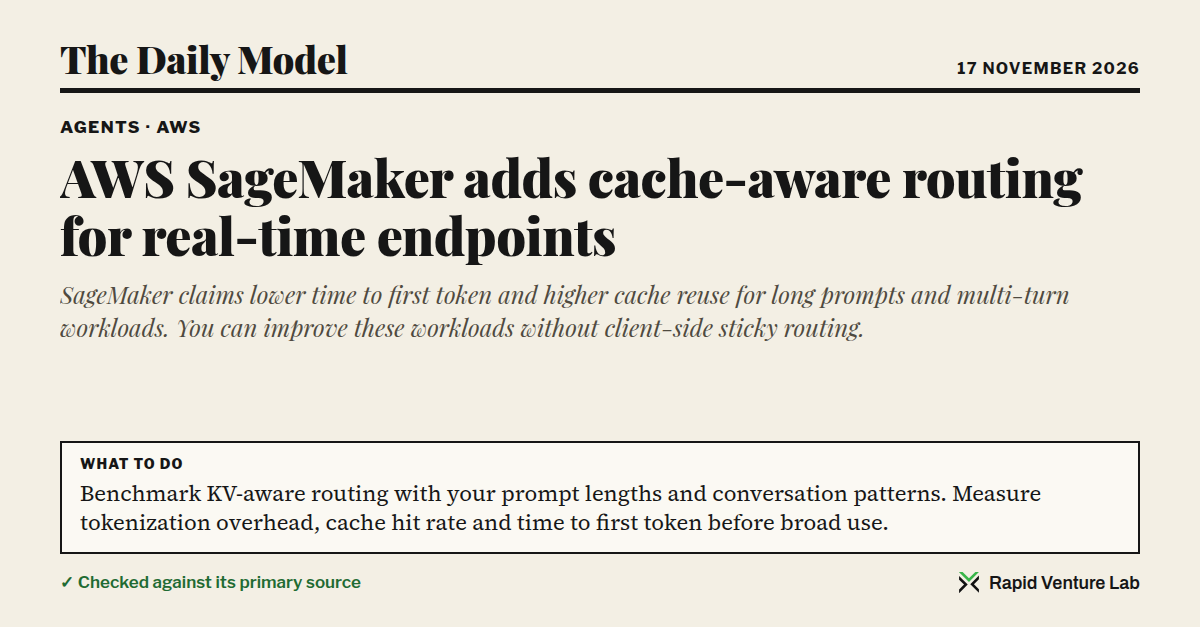 The Daily Model
17 NOVEMBER 2026
AGENTS · AWS
AWS SageMaker adds cache-aware routing
for real-time endpoints
SageMaker claims lower time to first token and higher cache reuse for long prompts and multi-turn
workloads. You can improve these workloads without client-side sticky routing.
WHAT TO DO
Benchmark KV-aware routing with your prompt lengths and conversation patterns. Measure
tokenization overhead, cache hit rate and time to first token before broad use.
✓ Checked against its primary source
Rapid Venture Lab